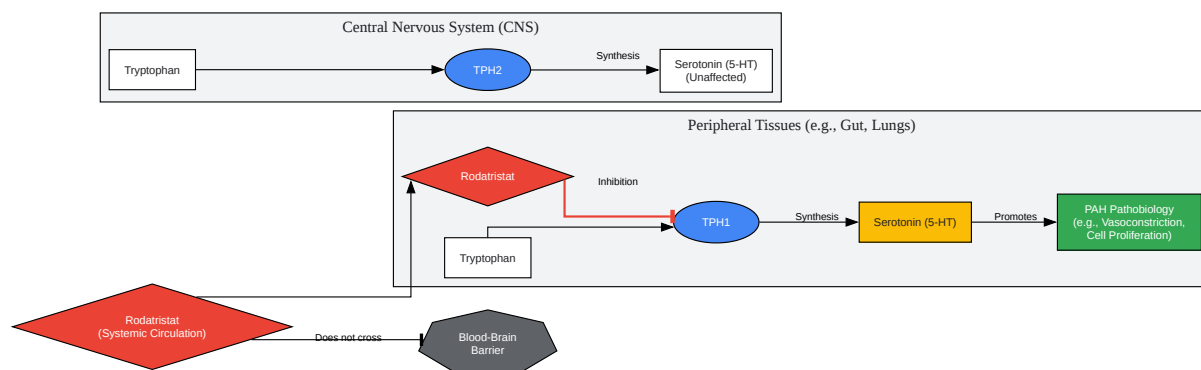 Central Nervous System (CNS)
Tryptophan
TPH2
Synthesis
Serotonin (5-HT)
(Unaffected)
Peripheral Tissues (e.g., Gut, Lungs)
Rodatristat
Inhibition
Tryptophan
TPH1
Synthesis
Serotonin (5-HT)
Promotes
PAH Pathobiology
(e.g., Vasoconstriction,
Cell Proliferation)
Rodatristat
(Systemic Circulation)
Does not cross
Blood-Brain
Barrier